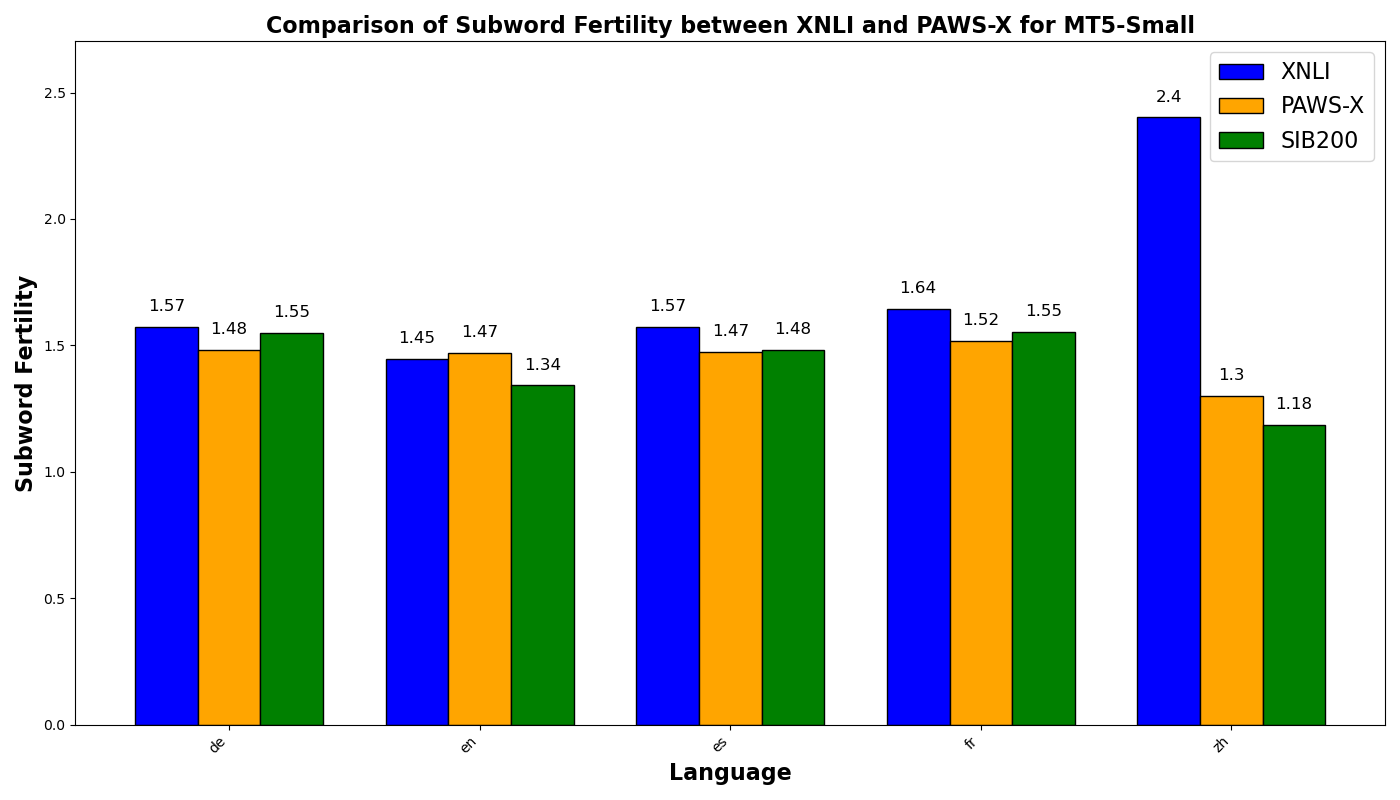 Comparison of Subword Fertility between XNLI and PAWS-X for MT5-Small
XNLI
PAWS-X
SIB200
Subword Fertility
2.5
2.0
1.5
1.0
0.5
0.0
1.57
1.48
1.55
1.45
1.47
1.34
1.57
1.47
1.48
1.64
1.52
1.55
2.4
1.3
1.18
de
en
es
fr
zh
Language